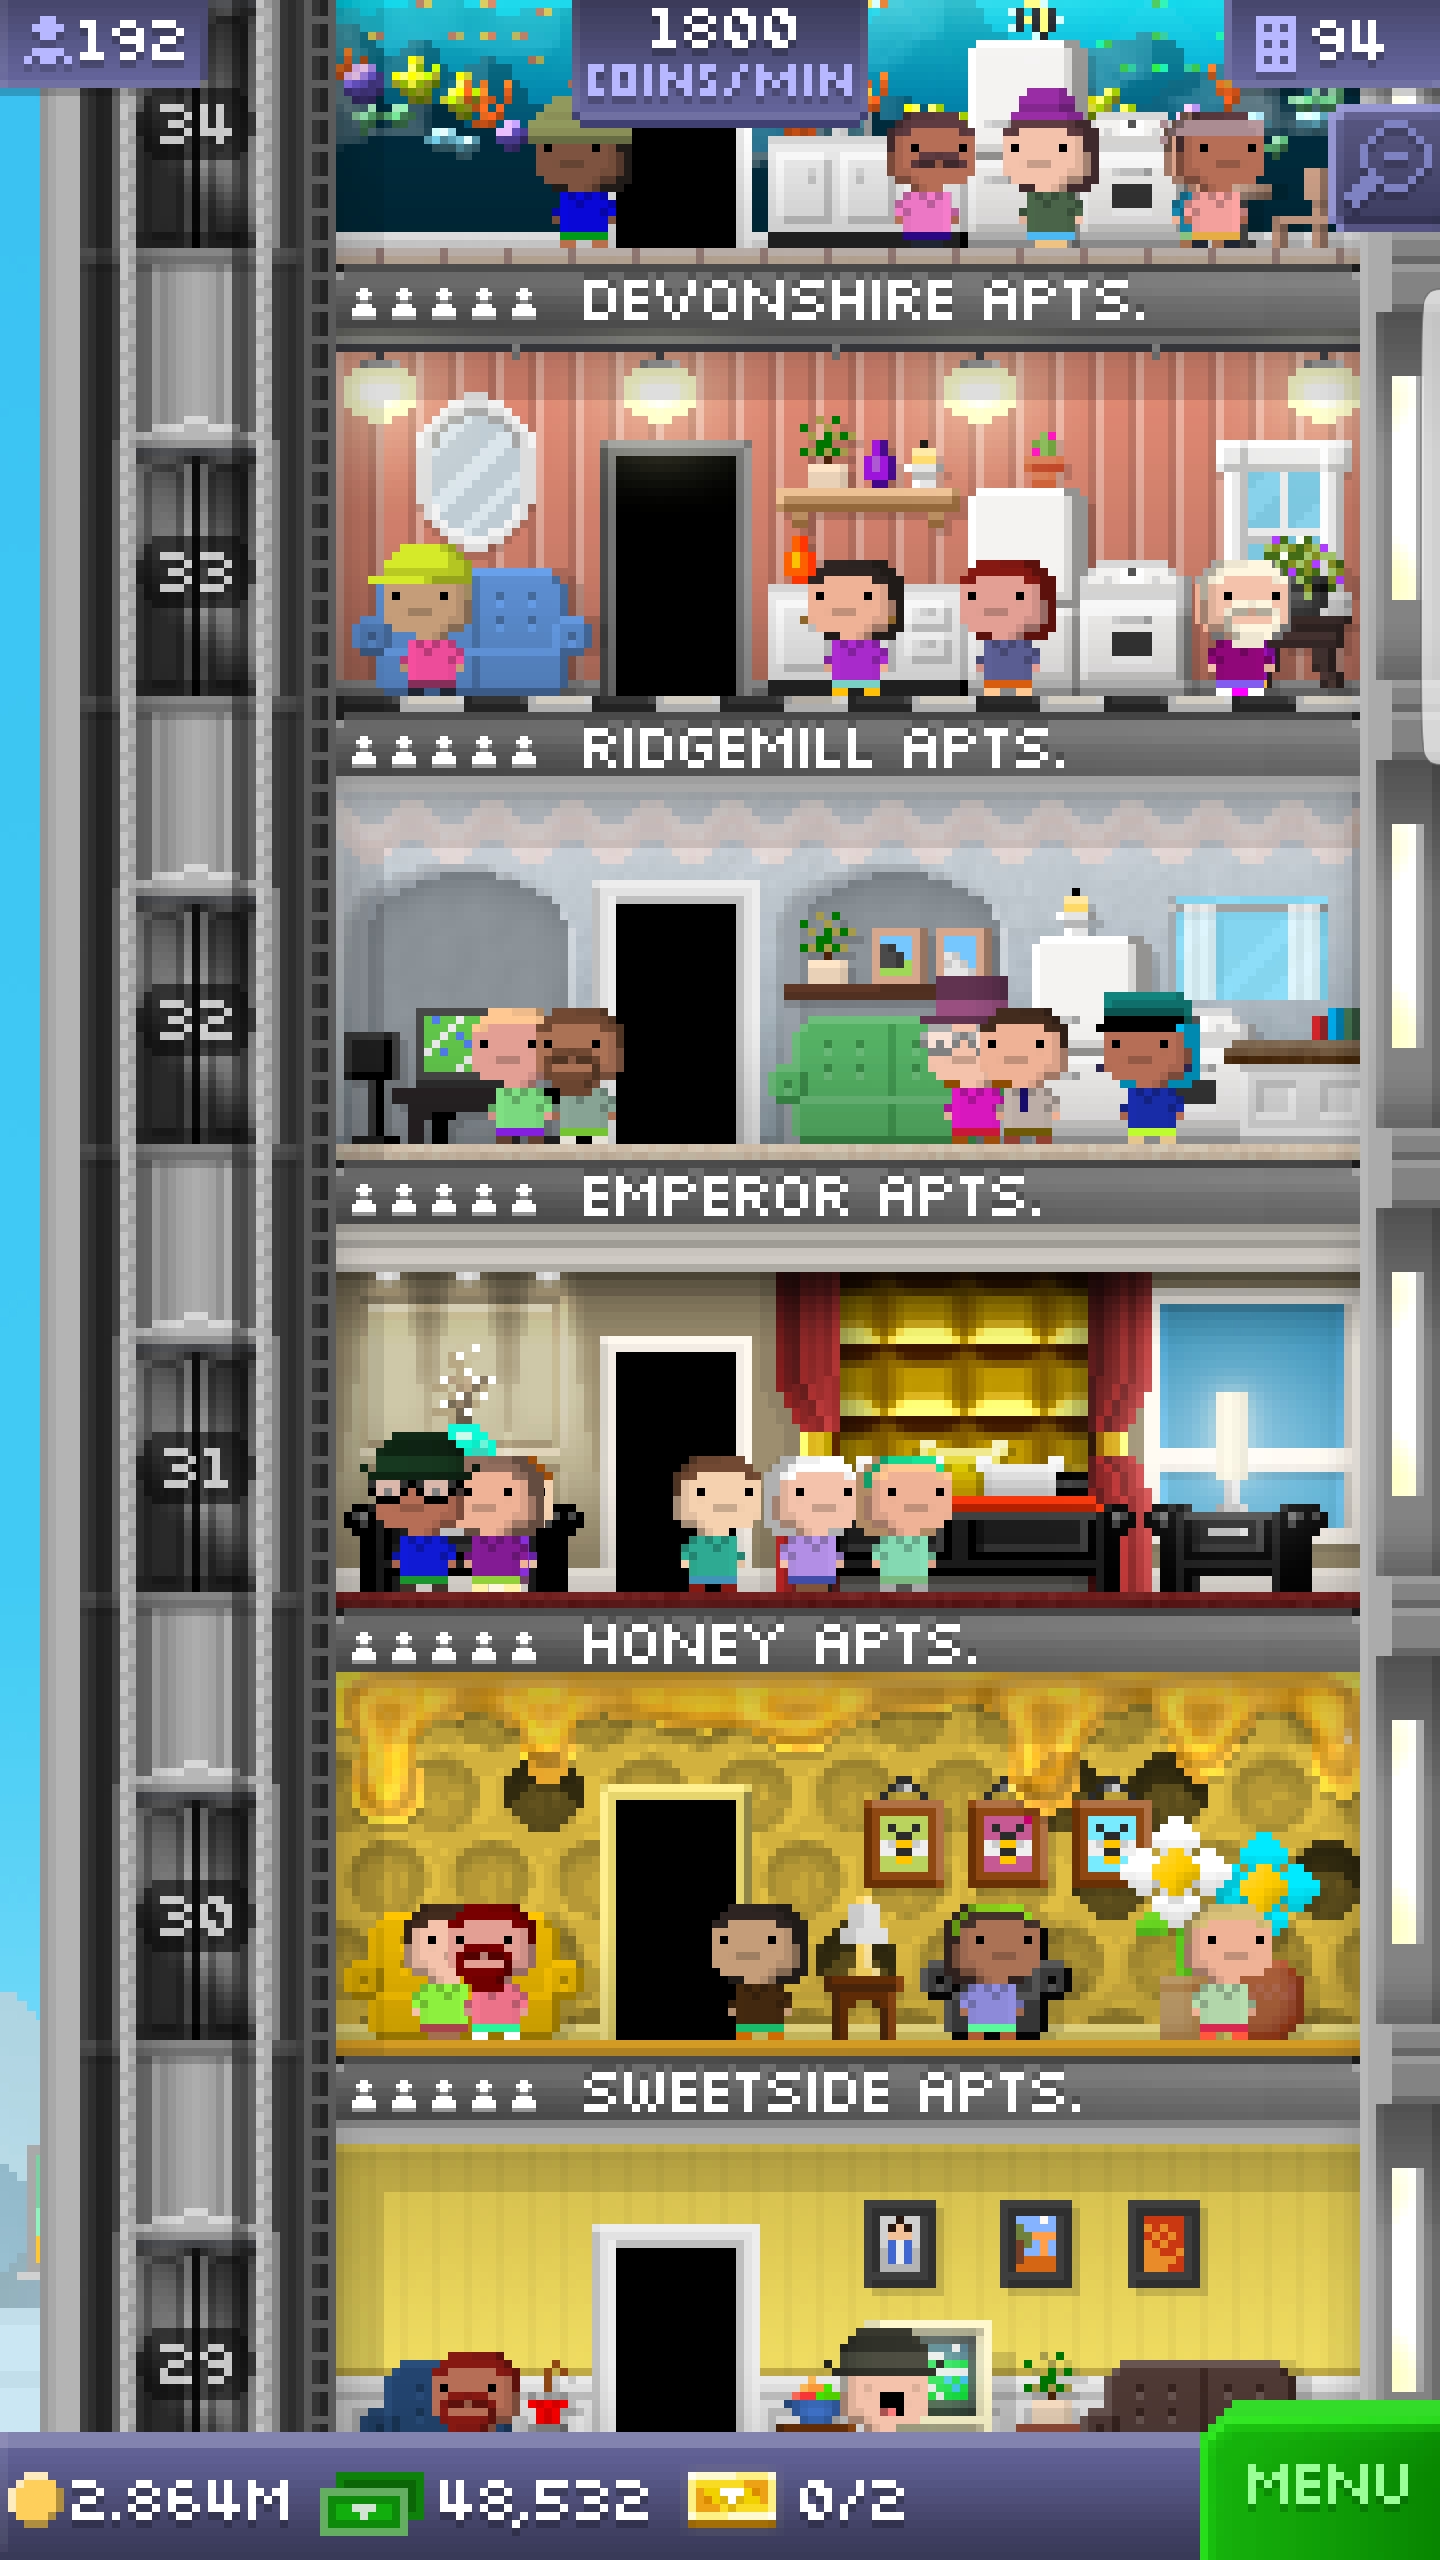 192
1800
COINS/MIN
94
34
DEVONSHIRE APTS.
33
RIDGEMILL APTS.
32
EMPEROR APTS.
31
HONEY APTS.
30
SWEETSIDE APTS.
29
2.864M
48,532
0/2
MENU